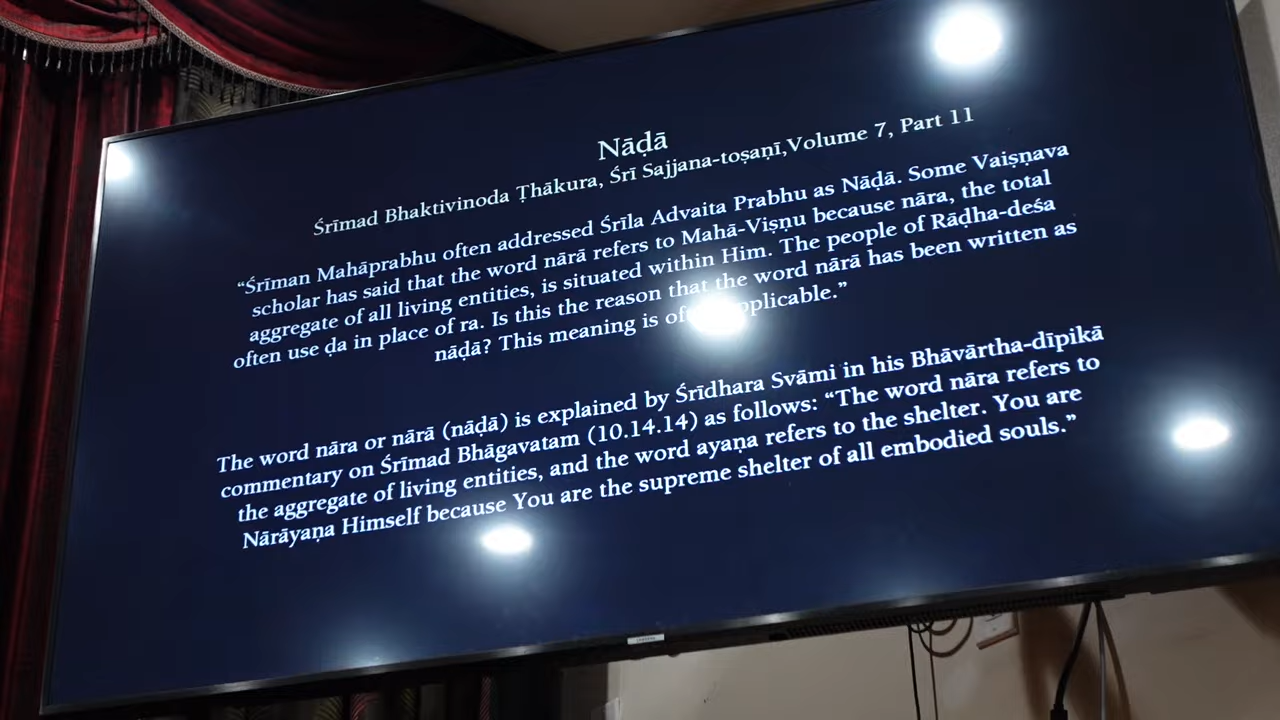 Nāḍā
Śrīmad Bhaktivinoda Ṭhākura, Śrī Sajjana-toṣaṇī,Volume 7, Part 11
“Śrīman Mahāprabhu often addressed Śrīla Advaita Prabhu as Nāḍā. Some Vaiṣṇava
scholar has said that the word nārā refers to Mahā-Viṣṇu because nāra, the total
aggregate of all living entities, is situated within Him. The people of Rāḍha-deśa
often use ḍa in place of ra. Is this the reason that the word nārā has been written as
nāḍā? This meaning is applicable.”
The word nāra or nārā (nāḍā) is explained by Śrīdhara Svāmi in his Bhāvārtha-dīpikā
commentary on Śrīmad Bhāgavatam (10.14.14) as follows: “The word nāra refers to
the aggregate of living entities, and the word ayaṇa refers to the shelter. You are
Nārāyaṇa Himself because You are the supreme shelter of all embodied souls.”